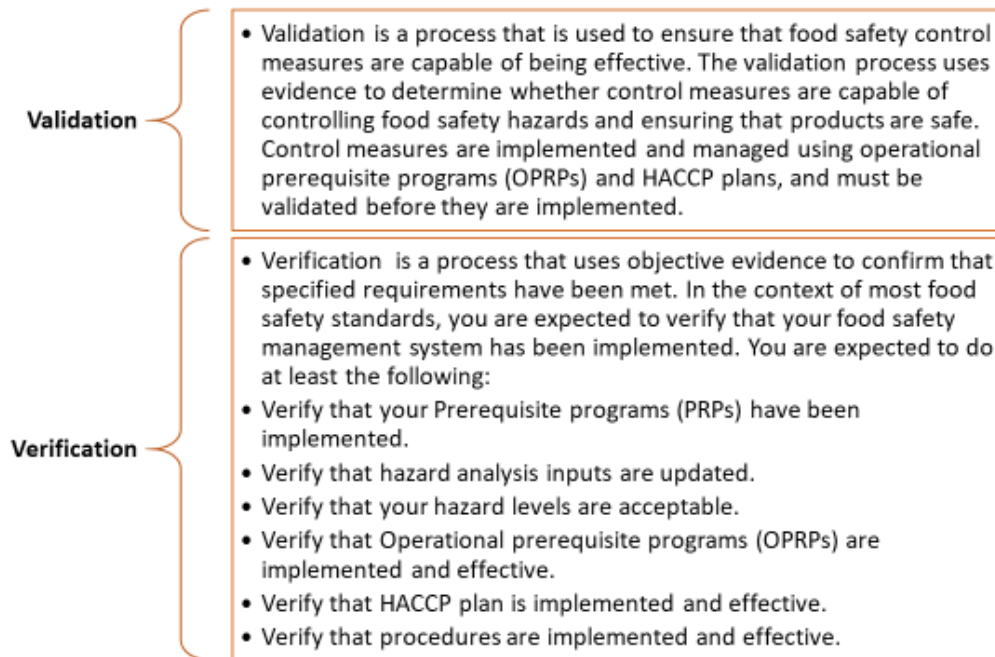 Validation
• Validation is a process that is used to ensure that food safety control
measures are capable of being effective. The validation process uses
evidence to determine whether control measures are capable of
controlling food safety hazards and ensuring that products are safe.
Control measures are implemented and managed using operational
prerequisite programs (OPRPs) and HACCP plans, and must be
validated before they are implemented.
Verification
• Verification is a process that uses objective evidence to confirm that
specified requirements have been met. In the context of most food
safety standards, you are expected to verify that your food safety
management system has been implemented. You are expected to do
at least the following:
• Verify that your Prerequisite programs (PRPs) have been
implemented.
• Verify that hazard analysis inputs are updated.
• Verify that your hazard levels are acceptable.
• Verify that Operational prerequisite programs (OPRPs) are
implemented and effective.
• Verify that HACCP plan is implemented and effective.
• Verify that procedures are implemented and effective.